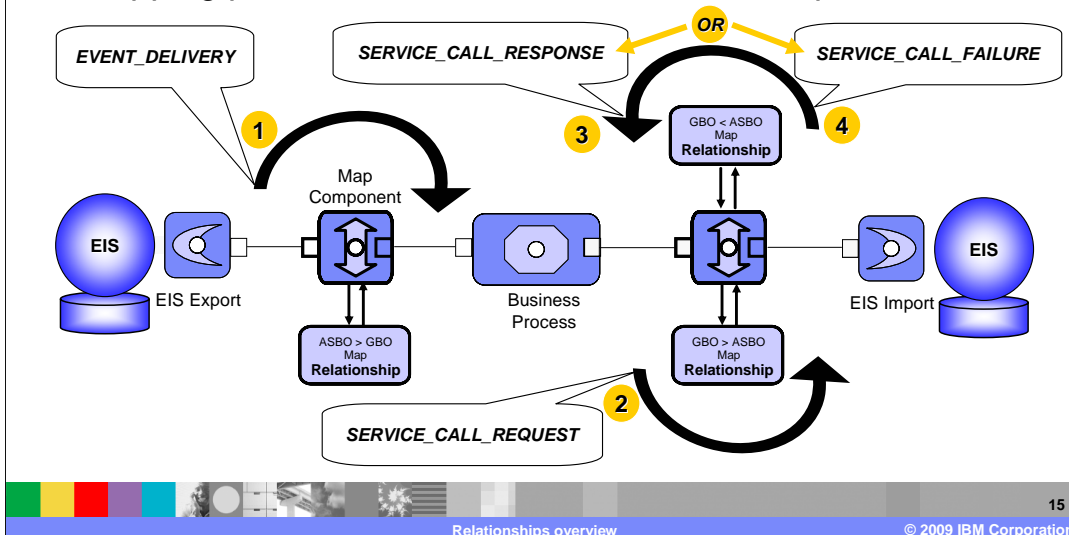 OR
EVENT_DELIVERY
SERVICE_CALL_RESPONSE
SERVICE_CALL_FAILURE
1
3
4
GBO < ASBO
Map
Relationship
Map
Component
EIS
EIS
EIS Export
Business
Process
EIS Import
ASBO > GBO
Map
Relationship
GBO > ASBO
Map
Relationship
2
SERVICE_CALL_REQUEST
15
Relationships overview
© 2009 IBM Corporation